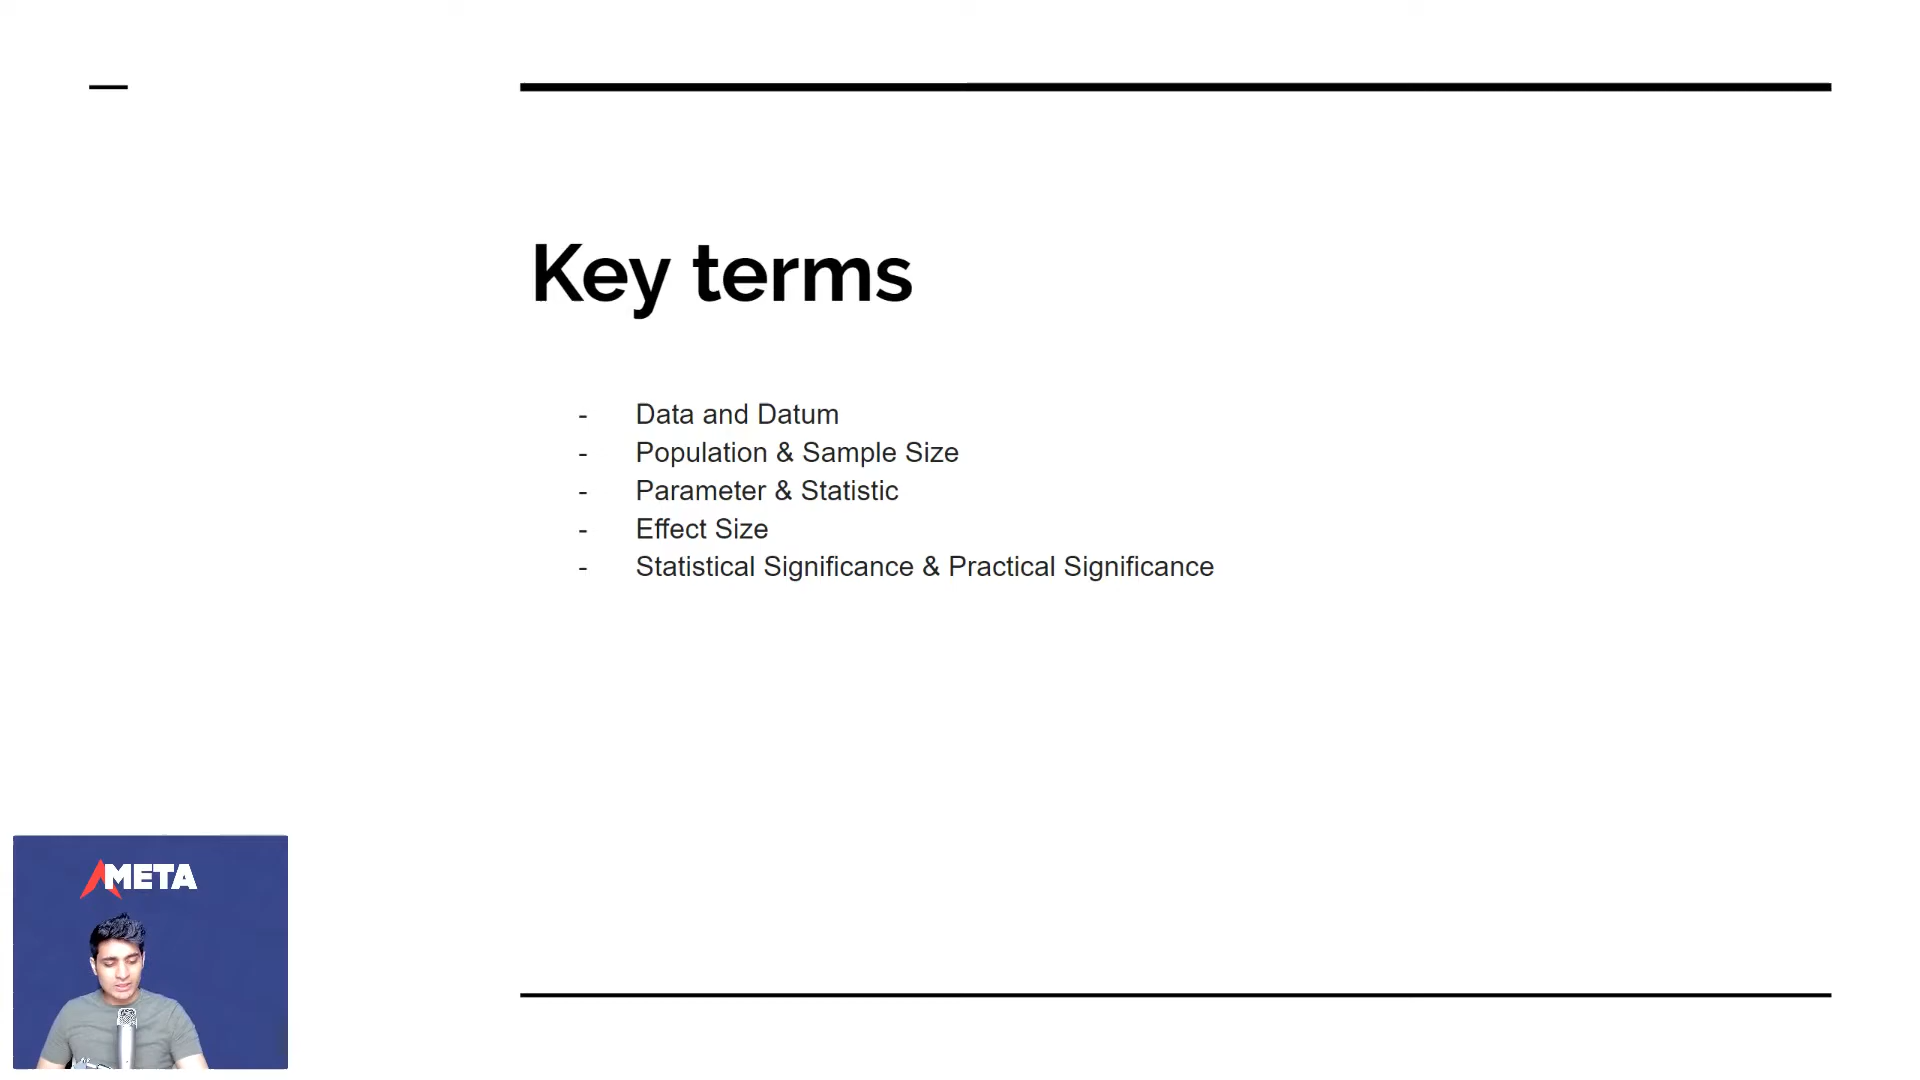 Key terms
- Data and Datum
- Population & Sample Size
- Parameter & Statistic
- Effect Size
- Statistical Significance & Practical Significance
META